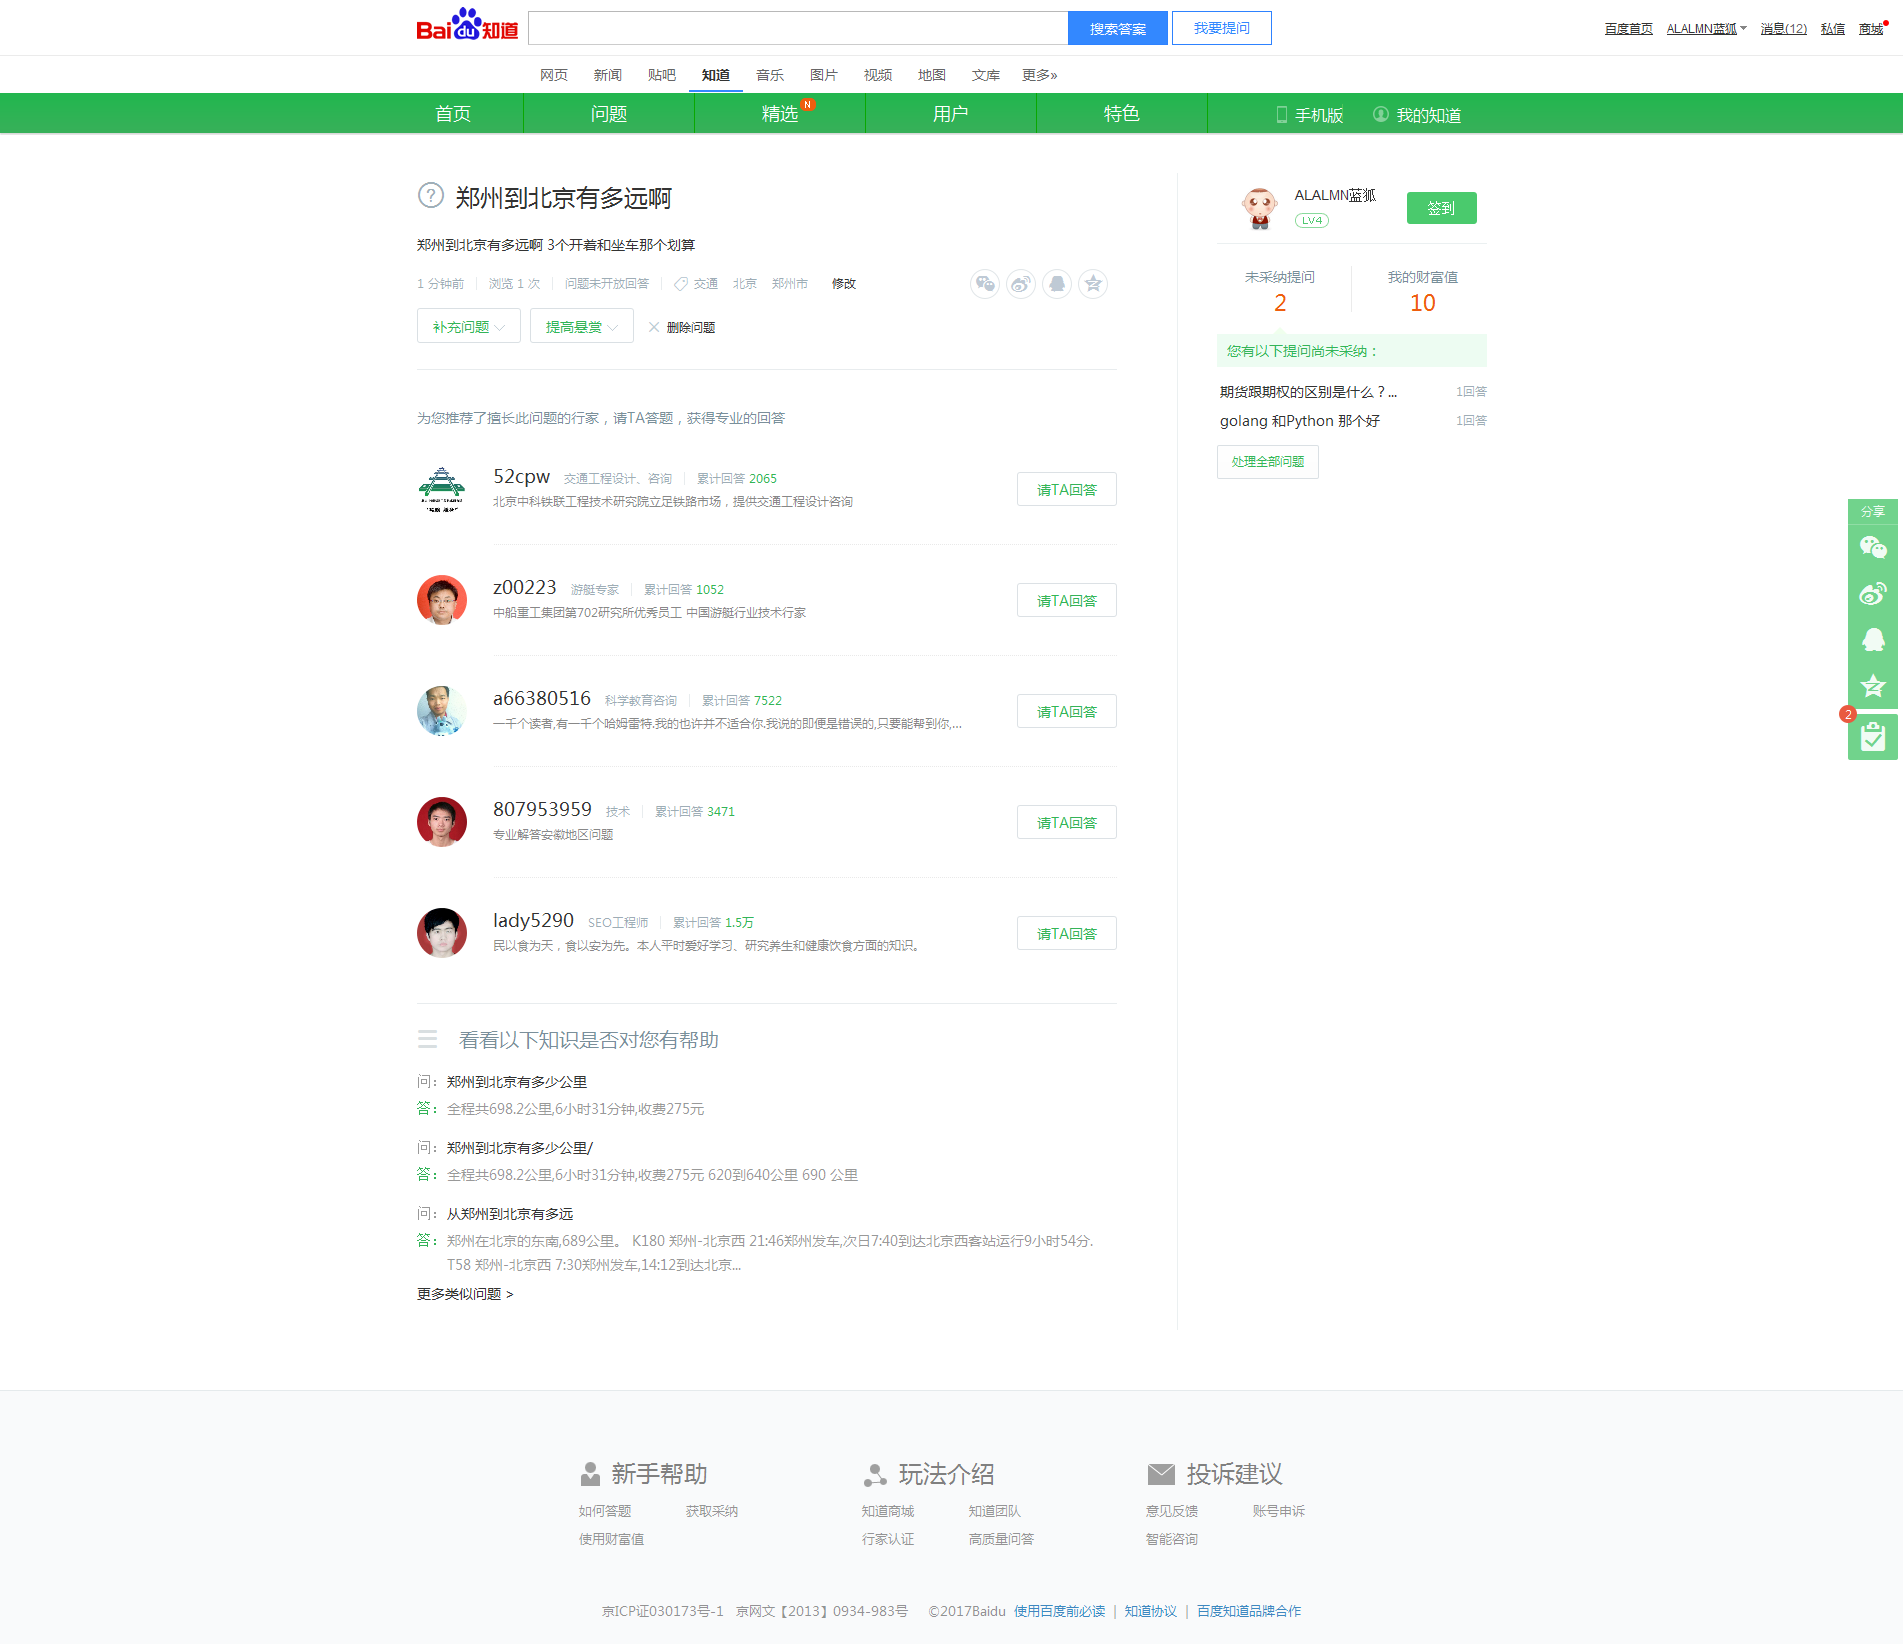 Baidu知道
搜索答案 我要提问
百度首页 ALALMN蓝狐 消息(12) 私信 商城
网页 新闻 贴吧 知道 音乐 图片 视频 地图 文库 更多»
首页 问题 精选 N 用户 特色 手机版 我的知道
? 郑州到北京有多远啊
郑州到北京有多远啊 3个开着和坐车那个划算
1 分钟前 浏览 1 次 问题未开放回答 交通 北京 郑州市 修改
补充问题 提高悬赏 删除问题
为您推荐了擅长此问题的行家，请TA答题，获得专业的回答
52cpw 交通工程设计、咨询 累计回答 2065
北京中科铁联工程技术研究院立足铁路市场，提供交通工程设计咨询
请TA回答
z00223 游艇专家 累计回答 1052
中船重工集团第702研究所优秀员工 中国游艇行业技术行家
请TA回答
a66380516 科学教育咨询 累计回答 7522
一千个读者,有一千个哈姆雷特.我的也许并不适合你.我说的即便是错误的,只要能帮到你,...
请TA回答
807953959 技术 累计回答 3471
专业解答安徽地区问题
请TA回答
lady5290 SEO工程师 累计回答 1.5万
民以食为天，食以安为先。本人平时爱好学习、研究养生和健康饮食方面的知识。
请TA回答
看看以下知识是否对您有帮助
问： 郑州到北京有多少公里
答： 全程共698.2公里,6小时31分钟,收费275元
问： 郑州到北京有多少公里/
答： 全程共698.2公里,6小时31分钟,收费275元 620到640公里 690 公里
问： 从郑州到北京有多远
答： 郑州在北京的东南,689公里。 K180 郑州-北京西 21:46郑州发车,次日7:40到达北京西客站运行9小时54分.
T58 郑州-北京西 7:30郑州发车,14:12到达北京...
更多类似问题 >
ALALMN蓝狐
LV4
签到
未采纳提问 我的财富值
2 10
您有以下提问尚未采纳：
期货跟期权的区别是什么？... 1回答
golang 和Python 那个好 1回答
处理全部问题
分享
2
新手帮助 玩法介绍 投诉建议
如何答题 获取采纳 知道商城 知道团队 意见反馈 账号申诉
使用财富值 行家认证 高质量问答 智能咨询
京ICP证030173号-1 京网文【2013】0934-983号 ©2017Baidu 使用百度前必读 | 知道协议 | 百度知道品牌合作